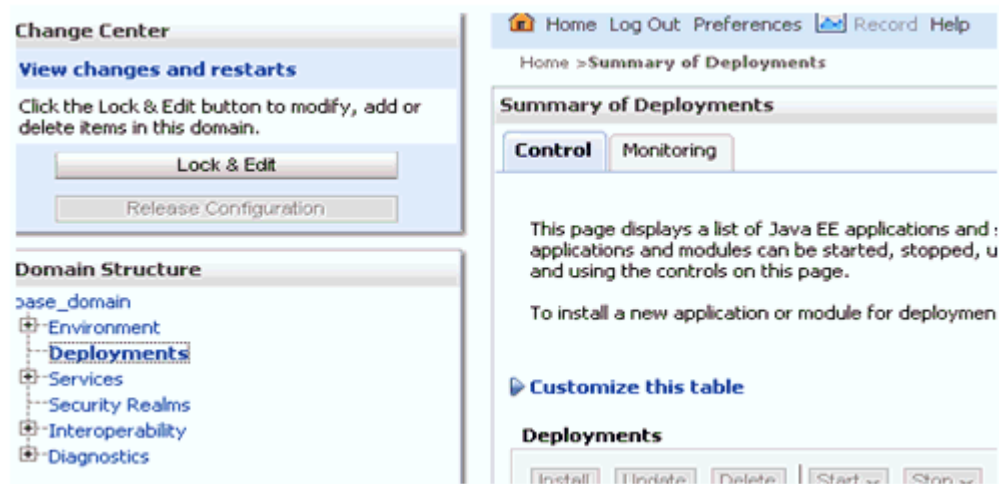 Change Center
View changes and restarts
Click the Lock & Edit button to modify, add or
delete items in this domain.
Lock & Edit
Release Configuration
Domain Structure
base_domain
Environment
Deployments
Services
Security Realms
Interoperability
Diagnostics
Home Log Out Preferences Record Help
Home >Summary of Deployments
Summary of Deployments
Control Monitoring
This page displays a list of Java EE applications and
applications and modules can be started, stopped, u
and using the controls on this page.
To install a new application or module for deploymen
Customize this table
Deployments
Install Update Delete Start Stop